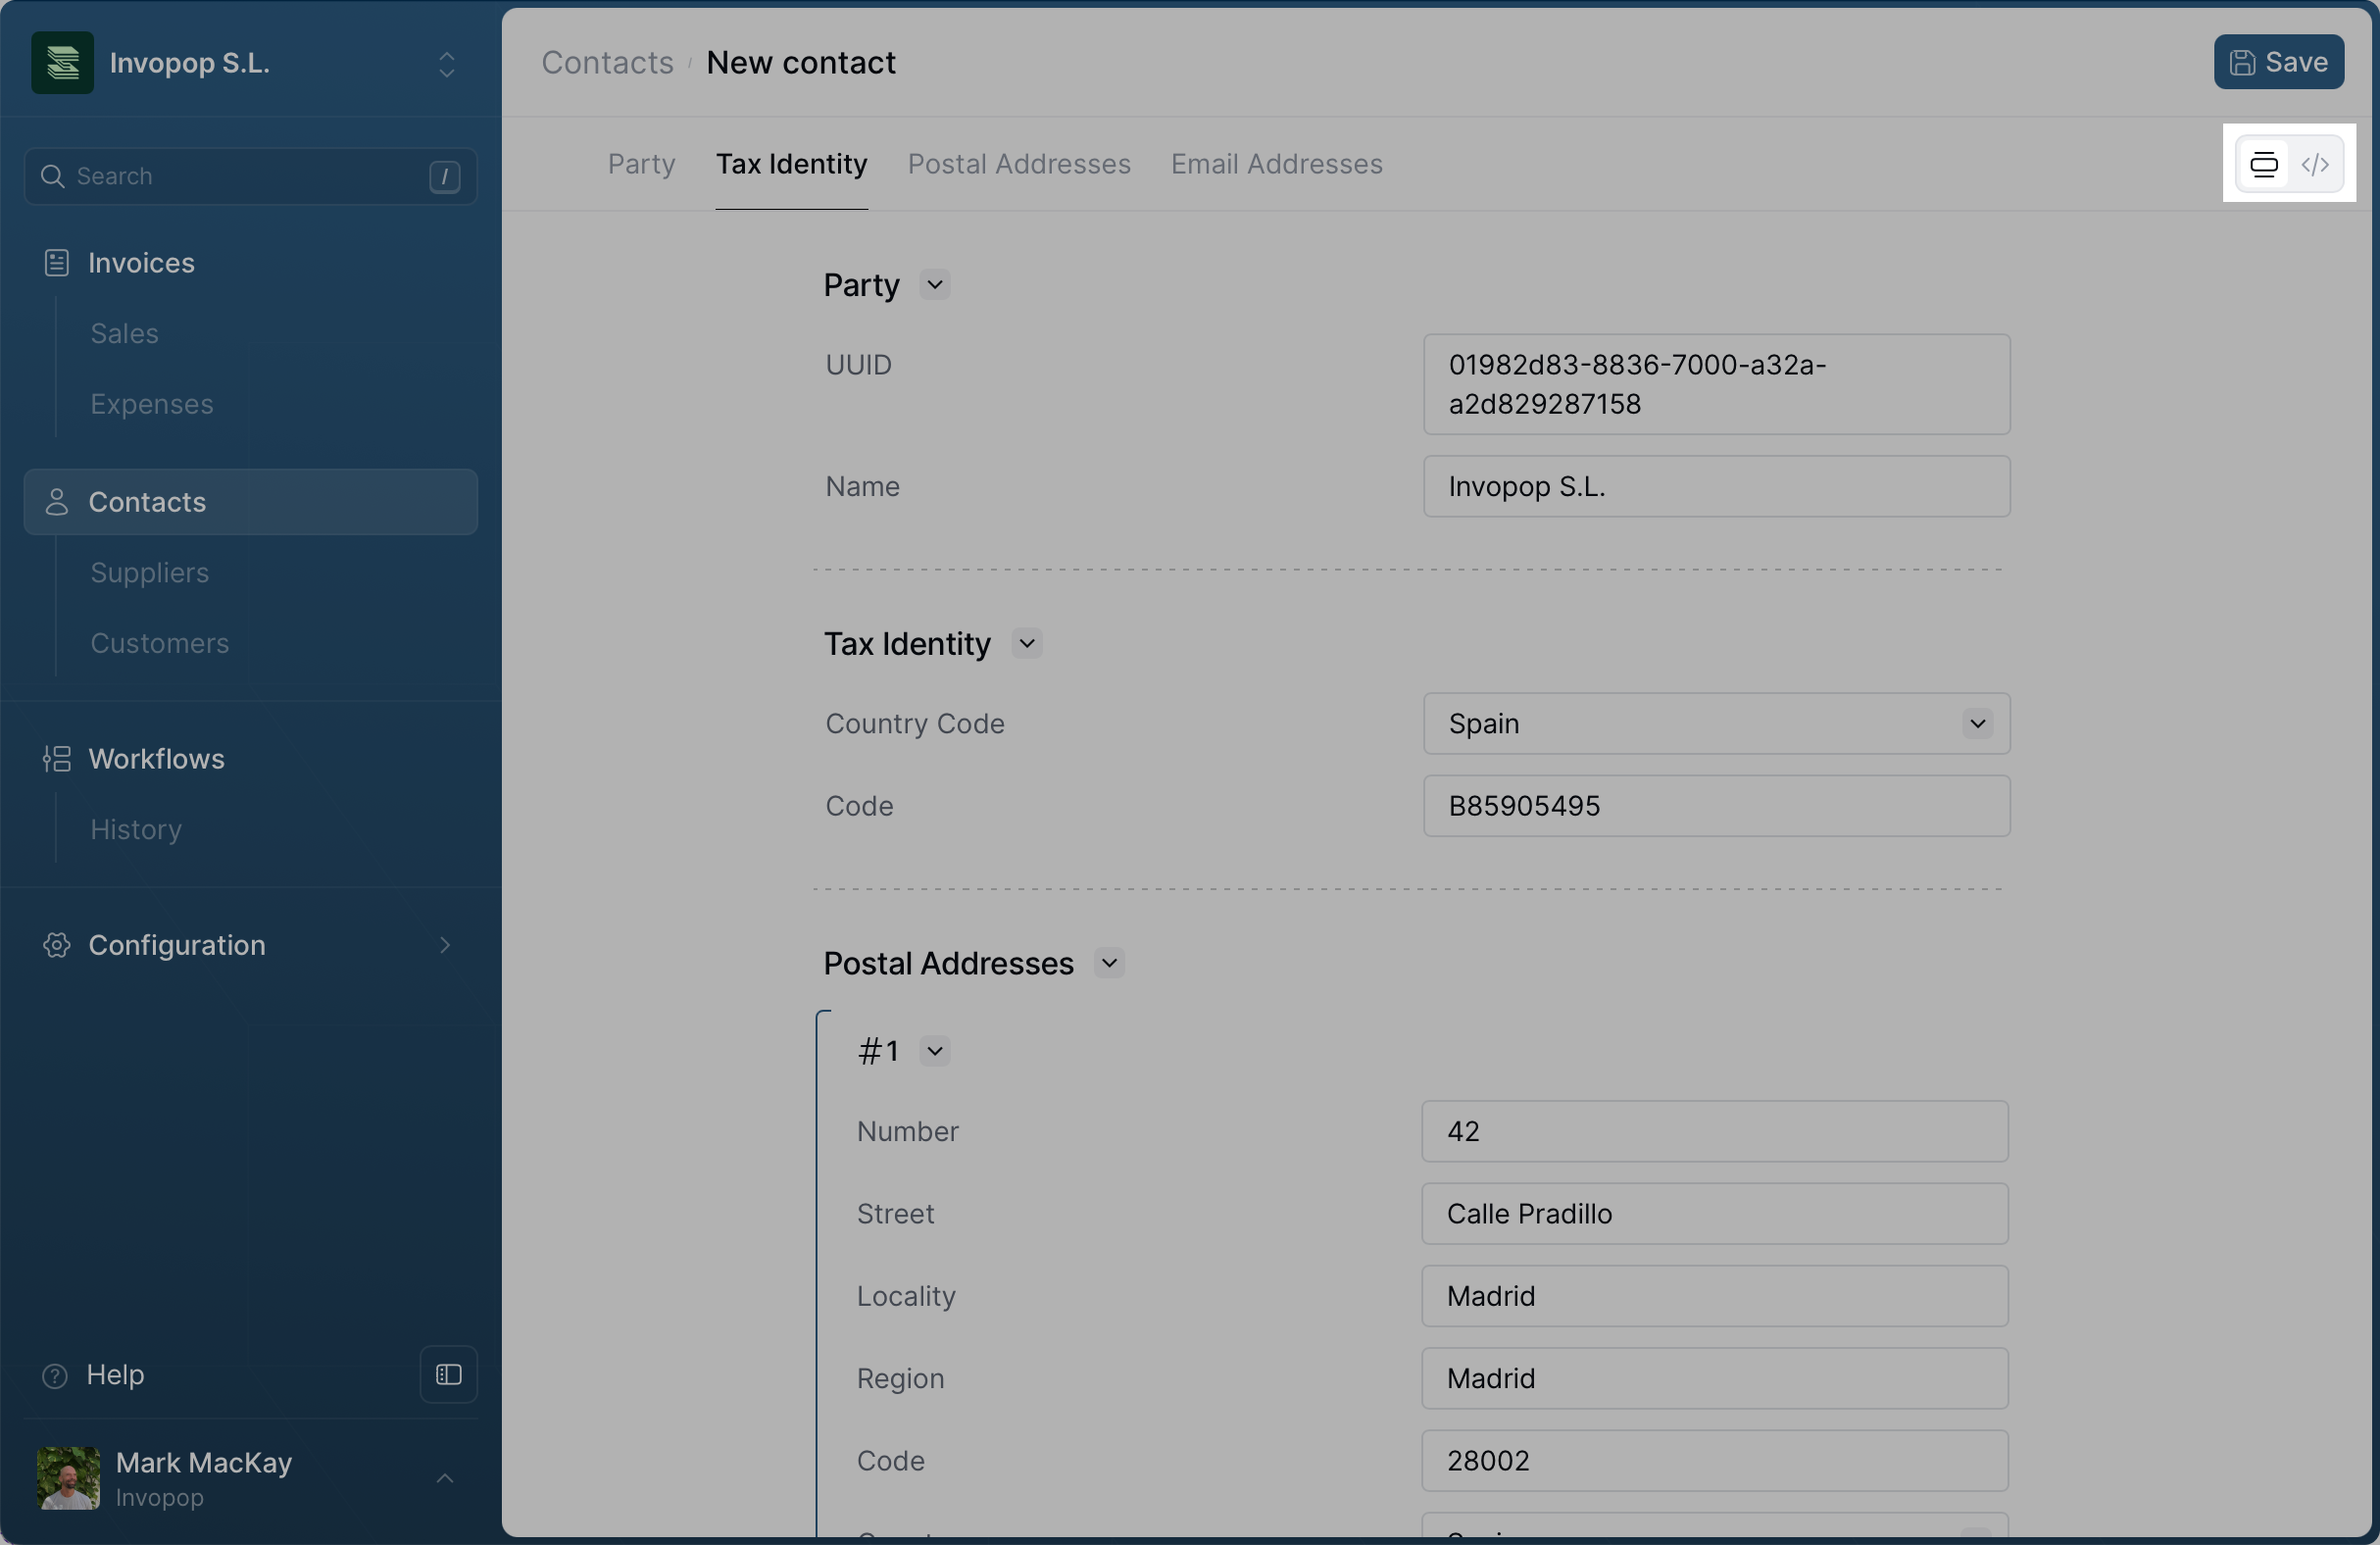 Invopop S.L.
Search /
Invoices
Sales
Expenses
Contacts
Suppliers
Customers
Workflows
History
Configuration
Help
Mark MacKay
Invopop
Contacts / New contact
Save
Party Tax Identity Postal Addresses Email Addresses
</>
Party
UUID 01982d83-8836-7000-a32a-
a2d829287158
Name Invopop S.L.
Tax Identity
Country Code Spain
Code B85905495
Postal Addresses
#1
Number 42
Street Calle Pradillo
Locality Madrid
Region Madrid
Code 28002